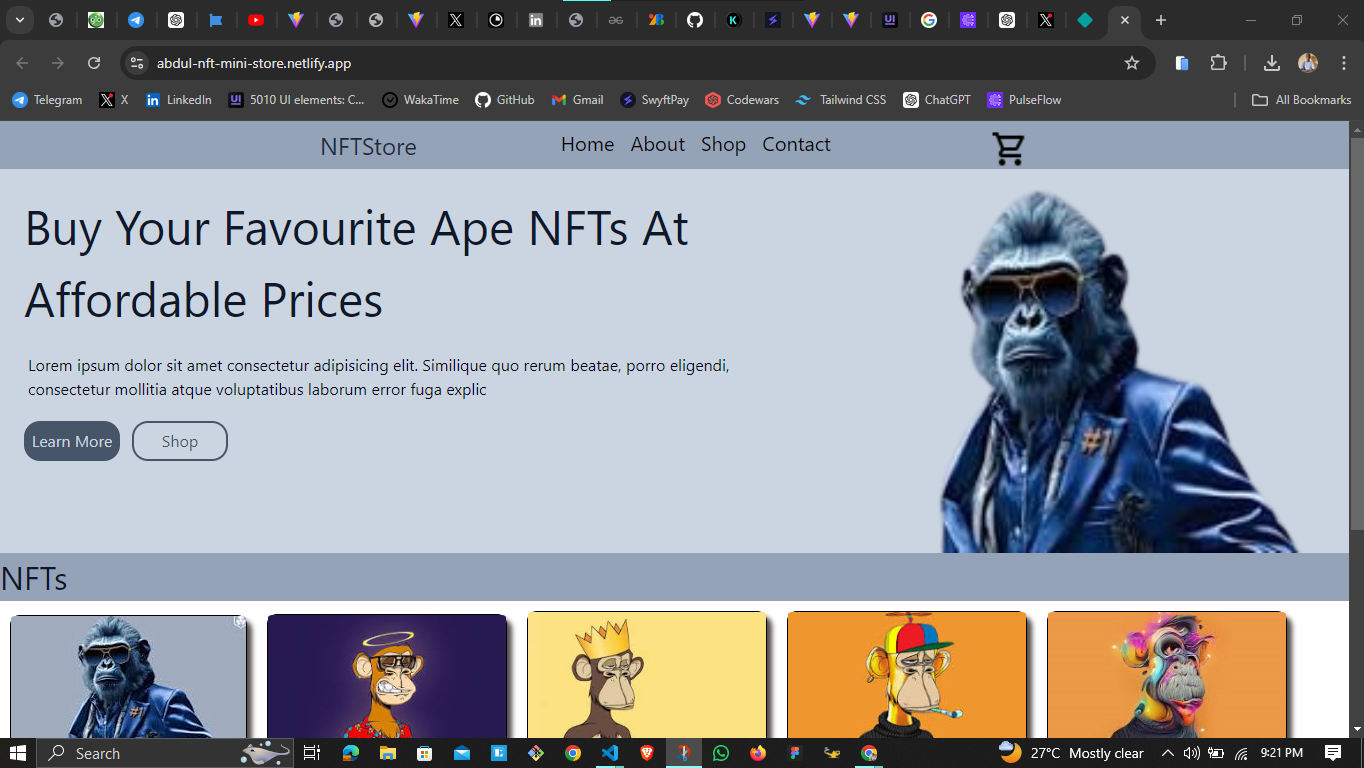 abdul-nft-mini-store.netlify.app
Telegram X LinkedIn 5010 UI elements: C... WakaTime GitHub Gmail SwyftPay Codewars Tailwind CSS ChatGPT PulseFlow All Bookmarks
NFTStore Home About Shop Contact
Buy Your Favourite Ape NFTs At
Affordable Prices
Lorem ipsum dolor sit amet consectetur adipisicing elit. Similique quo rerum beatae, porro eligendi,
consectetur mollitia atque voluptatibus laborum error fuga explic
Learn More Shop
#1
NFTs
#1
Search 27°C Mostly clear 9:21 PM